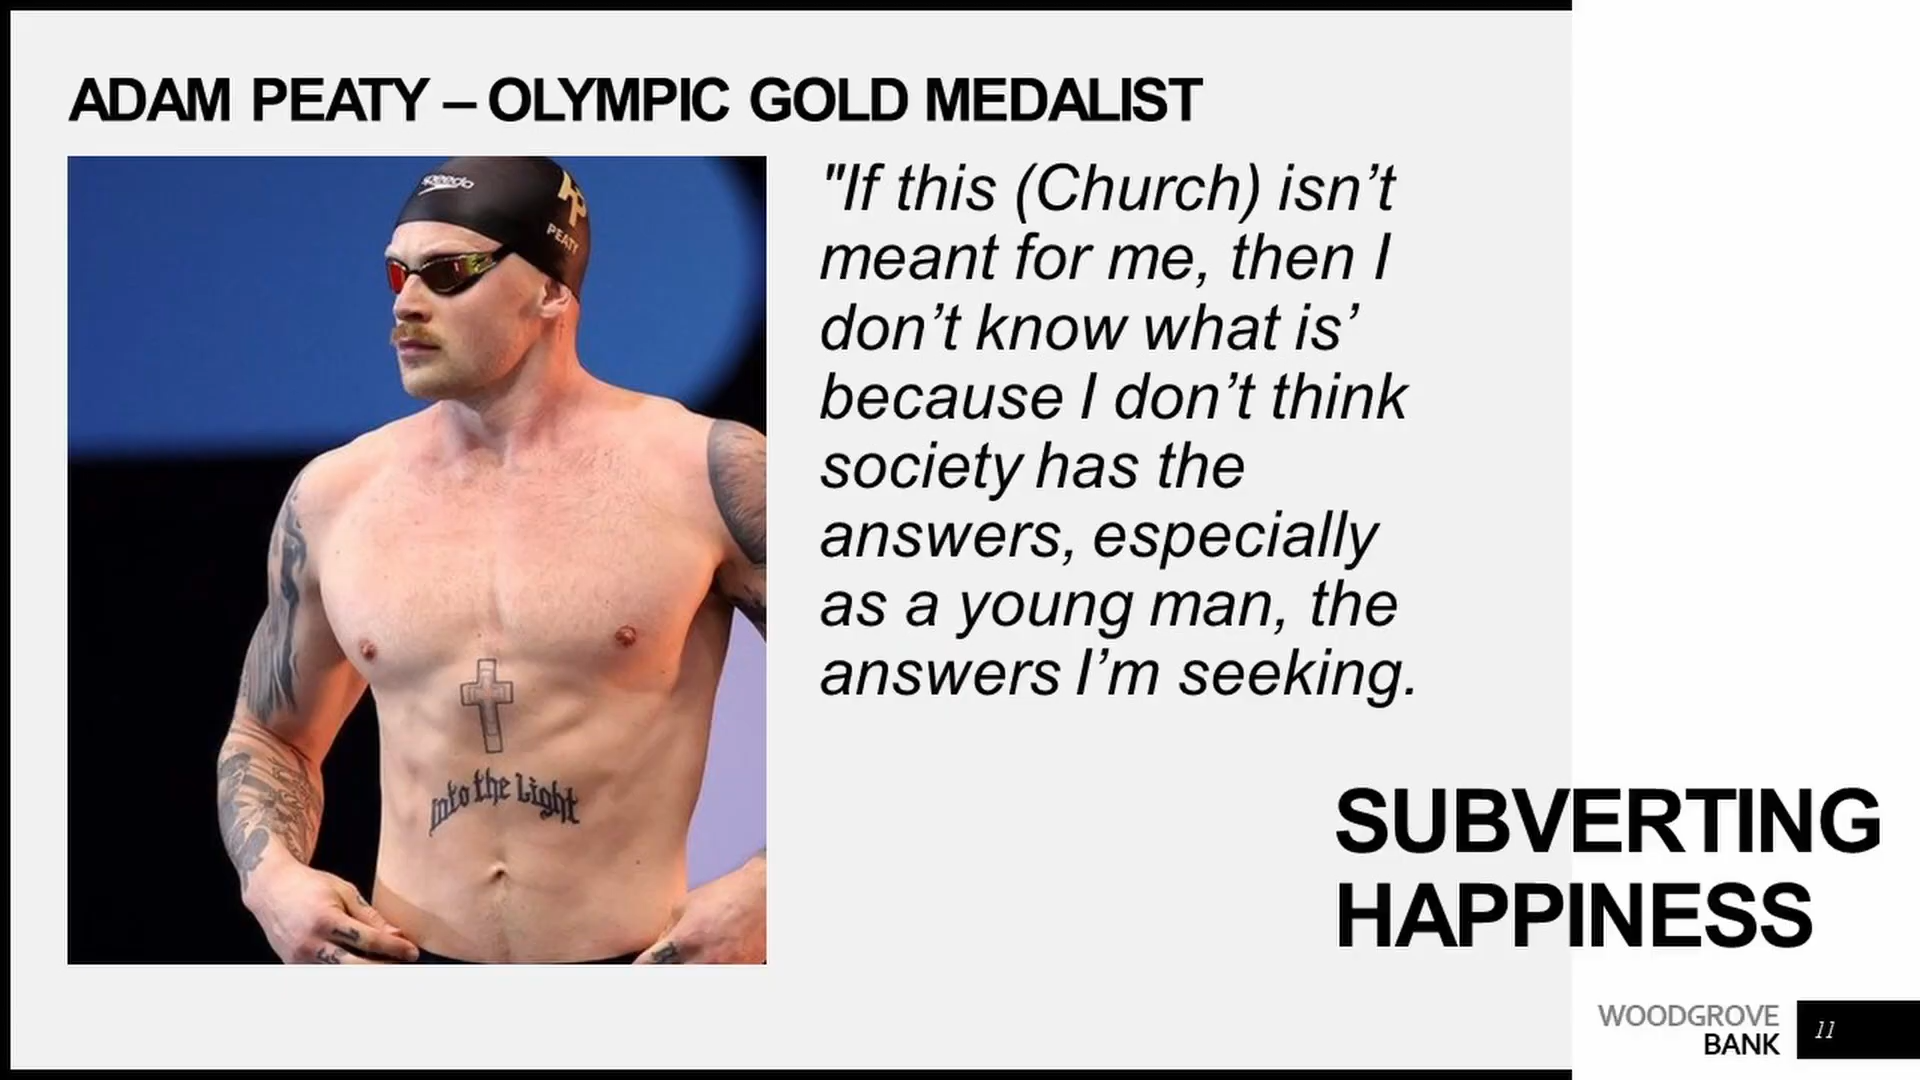 ADAM PEATY – OLYMPIC GOLD MEDALIST
speedo
AP
PEATY
Into the Light
"If this (Church) isn’t
meant for me, then I
don’t know what is’
because I don’t think
society has the
answers, especially
as a young man, the
answers I’m seeking.
SUBVERTING
HAPPINESS
WOODGROVE
BANK
11